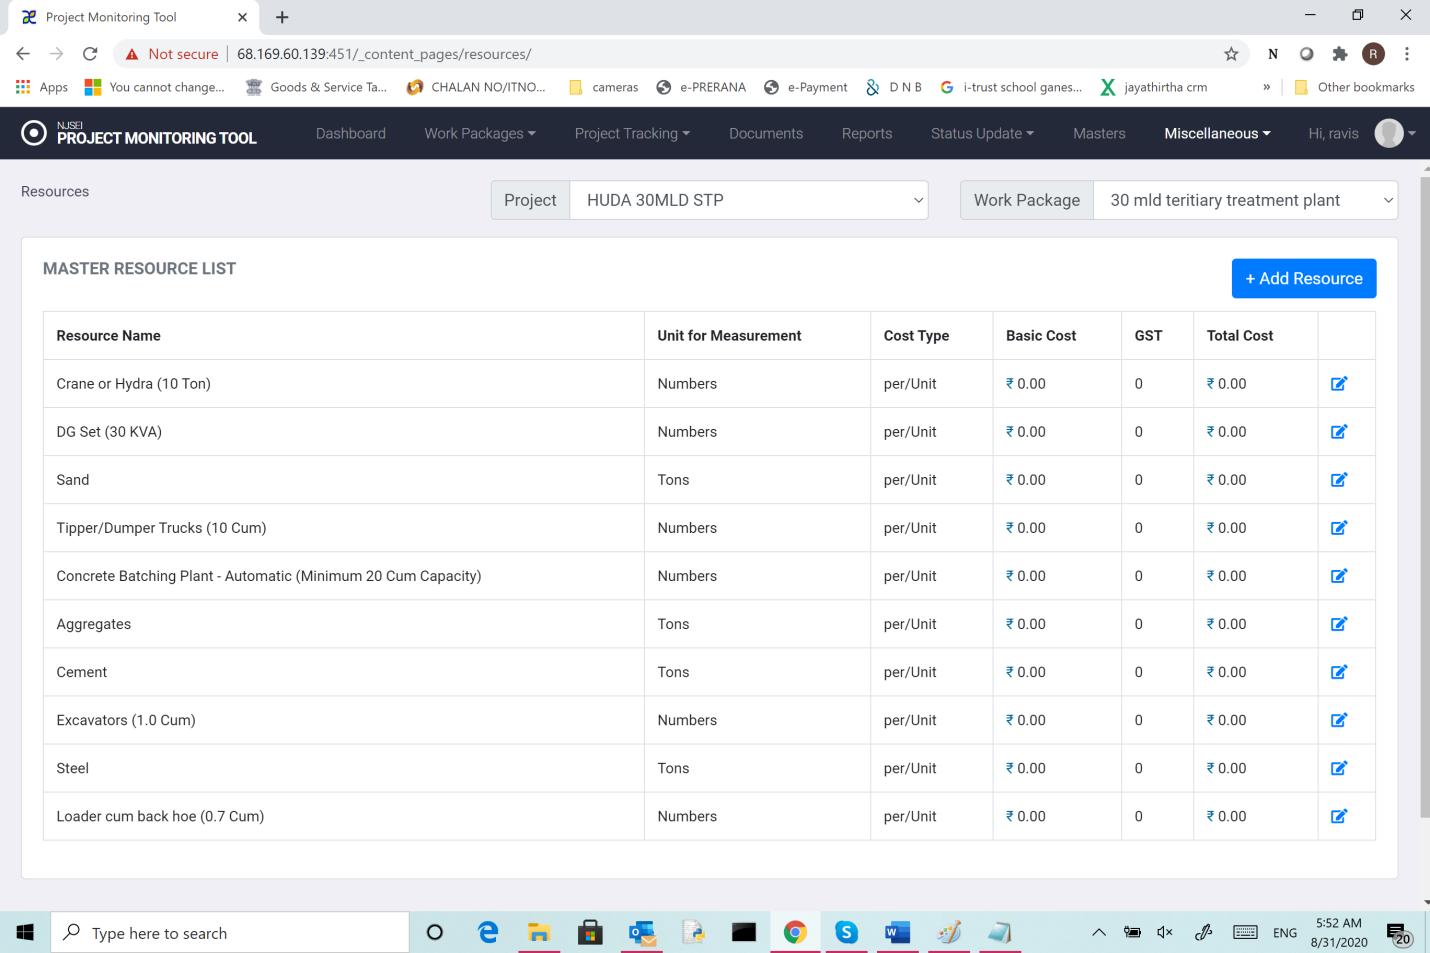 Project Monitoring Tool
Not secure 68.169.60.139:451/_content_pages/resources/
N R
Apps You cannot change... Goods & Service Ta... CHALAN NO/ITNO... cameras e-PRERANA e-Payment D N B i-trust school ganes... jayathirtha crm » Other bookmarks
NJSEI
PROJECT MONITORING TOOL Dashboard Work Packages Project Tracking Documents Reports Status Update Masters Miscellaneous Hi, ravis
Resources Project HUDA 30MLD STP Work Package 30 mld teritiary treatment plant
MASTER RESOURCE LIST
+ Add Resource
Resource Name Unit for Measurement Cost Type Basic Cost GST Total Cost
Crane or Hydra (10 Ton) Numbers per/Unit ₹ 0.00 0 ₹ 0.00
DG Set (30 KVA) Numbers per/Unit ₹ 0.00 0 ₹ 0.00
Sand Tons per/Unit ₹ 0.00 0 ₹ 0.00
Tipper/Dumper Trucks (10 Cum) Numbers per/Unit ₹ 0.00 0 ₹ 0.00
Concrete Batching Plant - Automatic (Minimum 20 Cum Capacity) Numbers per/Unit ₹ 0.00 0 ₹ 0.00
Aggregates Tons per/Unit ₹ 0.00 0 ₹ 0.00
Cement Tons per/Unit ₹ 0.00 0 ₹ 0.00
Excavators (1.0 Cum) Numbers per/Unit ₹ 0.00 0 ₹ 0.00
Steel Tons per/Unit ₹ 0.00 0 ₹ 0.00
Loader cum back hoe (0.7 Cum) Numbers per/Unit ₹ 0.00 0 ₹ 0.00
Type here to search ENG 5:52 AM
8/31/2020 20